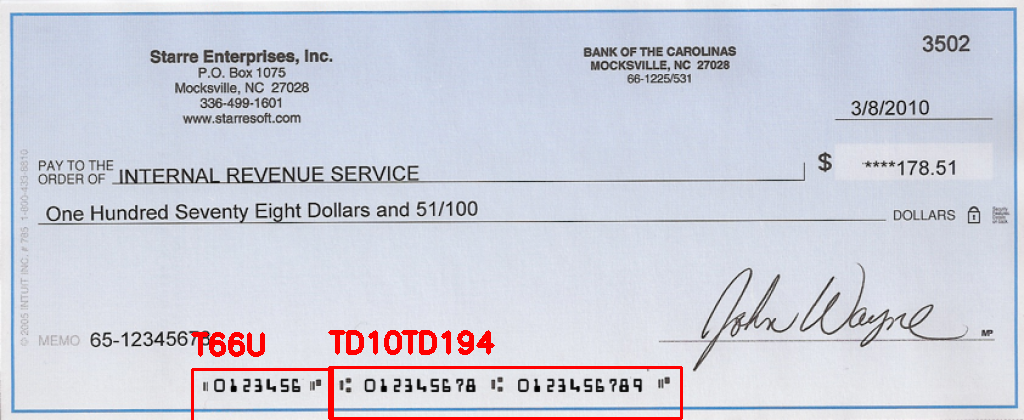 3502
Starre Enterprises, Inc.
P.O. Box 1075
Mocksville, NC 27028
336-499-1601
www.starresoft.com
BANK OF THE CAROLINAS
MOCKSVILLE, NC 27028
66-1225/531
3/8/2010
PAY TO THE
ORDER OF INTERNAL REVENUE SERVICE $ ****178.51
One Hundred Seventy Eight Dollars and 51/100 DOLLARS
© 2005 INTUIT INC. # 785 1-800-433-8810
John Wayne
MP
MEMO 65-12345678
T66U TD10TD194
⑈0123456⑈ ⑆012345678⑆ 0123456789⑈